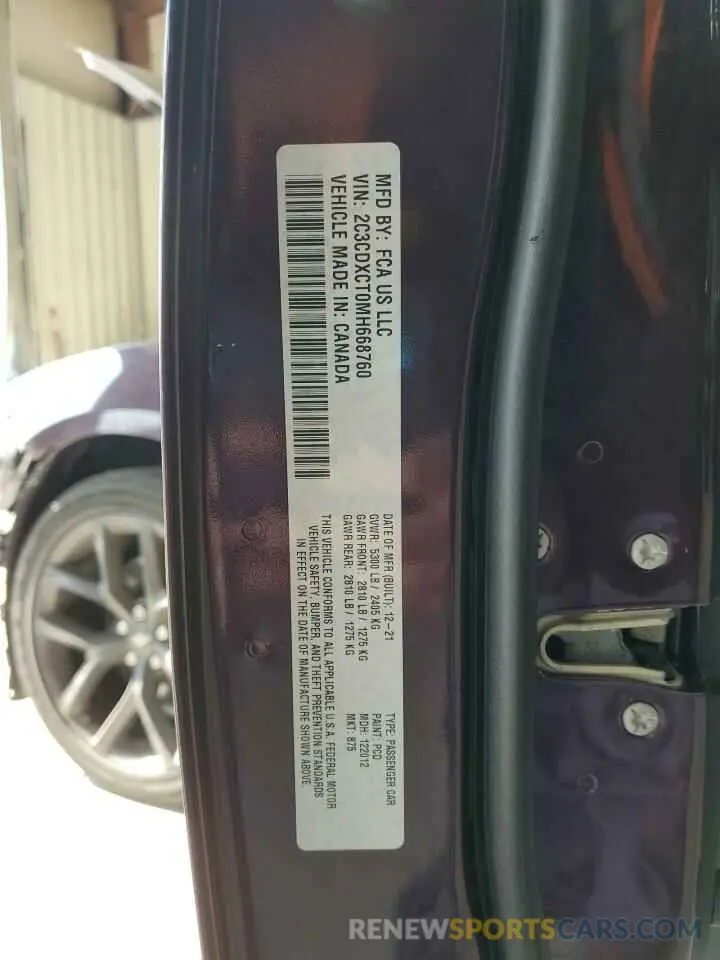 MFD BY: FCA US LLC
VIN: 2C3CDXCT0MH668760
VEHICLE MADE IN: CANADA
DATE OF MFR (BUILT): 12-21
GVWR: 5300 LB / 2405 KG
GAWR FRONT: 2810 LB / 1275 KG
GAWR REAR: 2810 LB / 1275 KG
TYPE: PASSENGER CAR
PAINT: PCD
MDH: 122012
MKT: 875
THIS VEHICLE CONFORMS TO ALL APPLICABLE U.S.A. FEDERAL MOTOR
VEHICLE SAFETY, BUMPER, AND THEFT PREVENTION STANDARDS
IN EFFECT ON THE DATE OF MANUFACTURE SHOWN ABOVE.
RENEWSPORTSCARS.COM